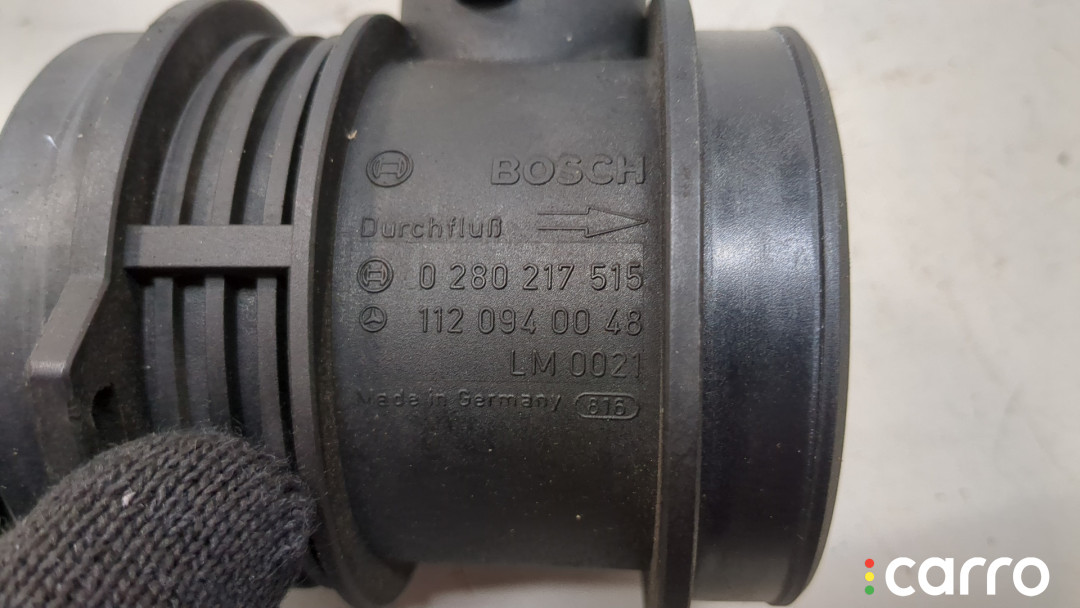 BOSCH
Durchfluß
0 280 217 515
112 094 00 48
LM 0021
Made in Germany 816
carro